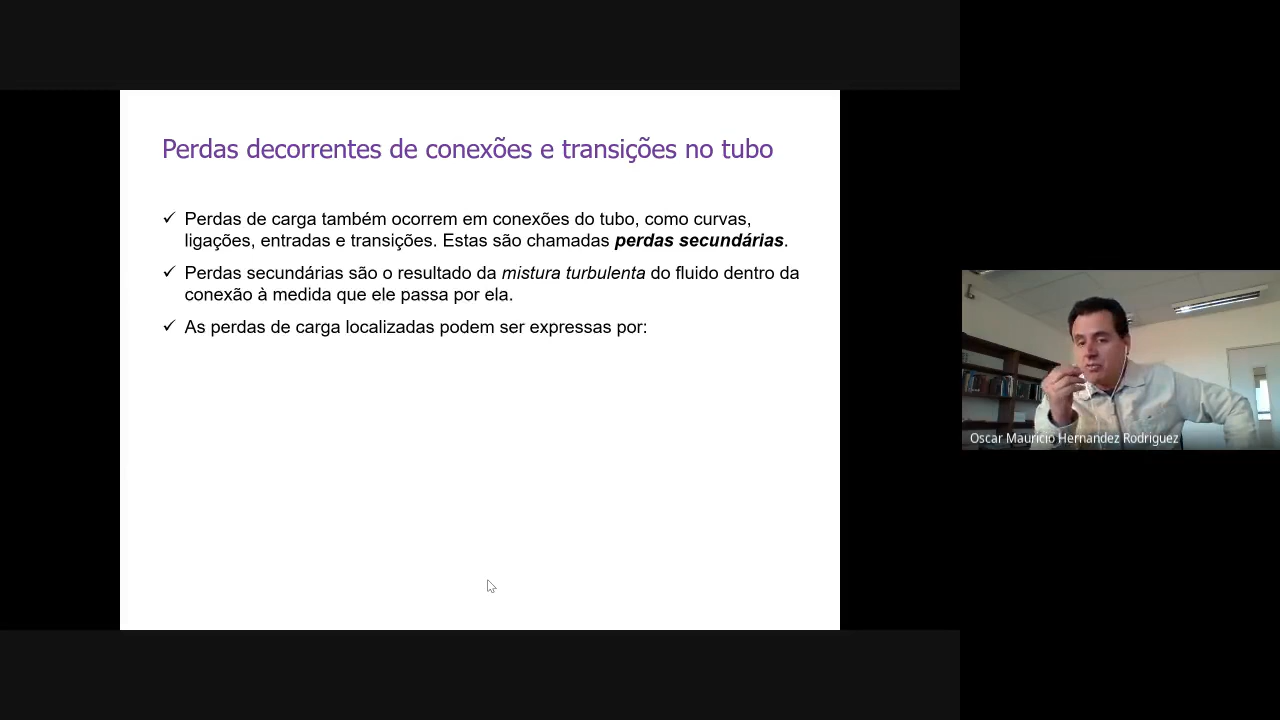 Perdas decorrentes de conexões e transições no tubo
✓ Perdas de carga também ocorrem em conexões do tubo, como curvas,
ligações, entradas e transições. Estas são chamadas perdas secundárias.
✓ Perdas secundárias são o resultado da mistura turbulenta do fluido dentro da
conexão à medida que ele passa por ela.
✓ As perdas de carga localizadas podem ser expressas por:
Oscar Mauricio Hernandez Rodriguez